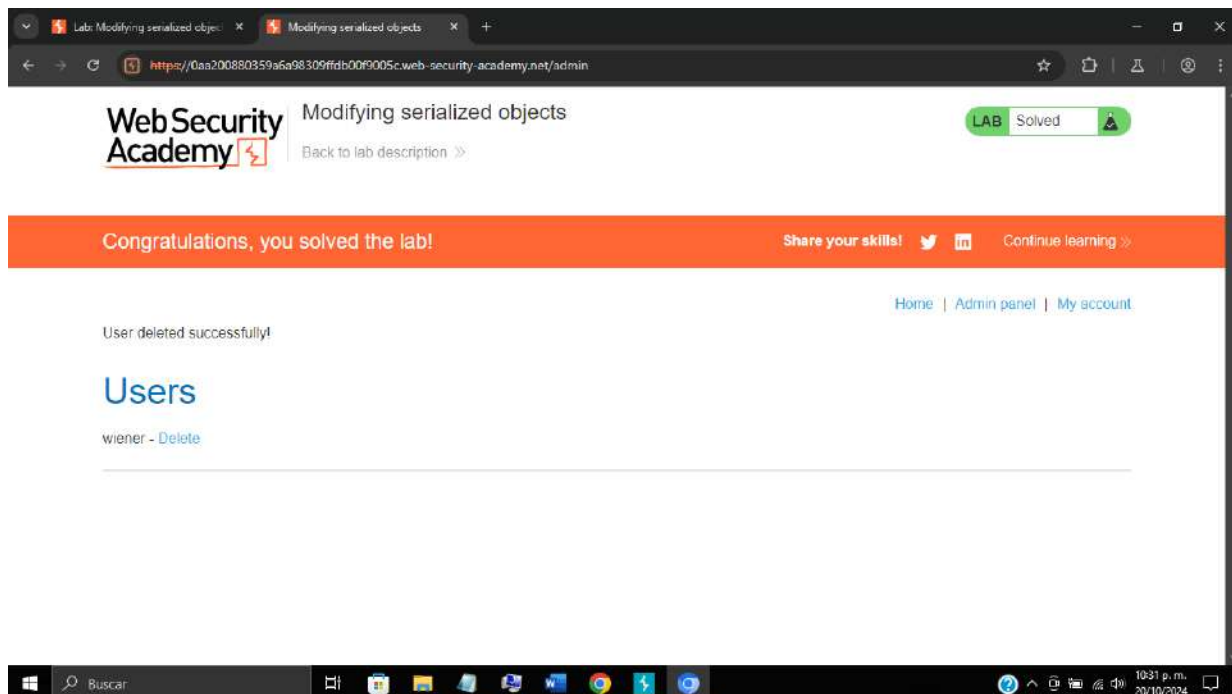 Lab: Modifying serialized objec
Modifying serialized objects
https://0aa200880359a6a98309ffdb00f9005c.web-security-academy.net/admin
Web Security
Academy
Modifying serialized objects
Back to lab description
LAB Solved
Congratulations, you solved the lab!
Share your skills!
Continue learning
Home | Admin panel | My account
User deleted successfully!
Users
wiener - Delete
Buscar
10:31 p. m.
20/10/2024